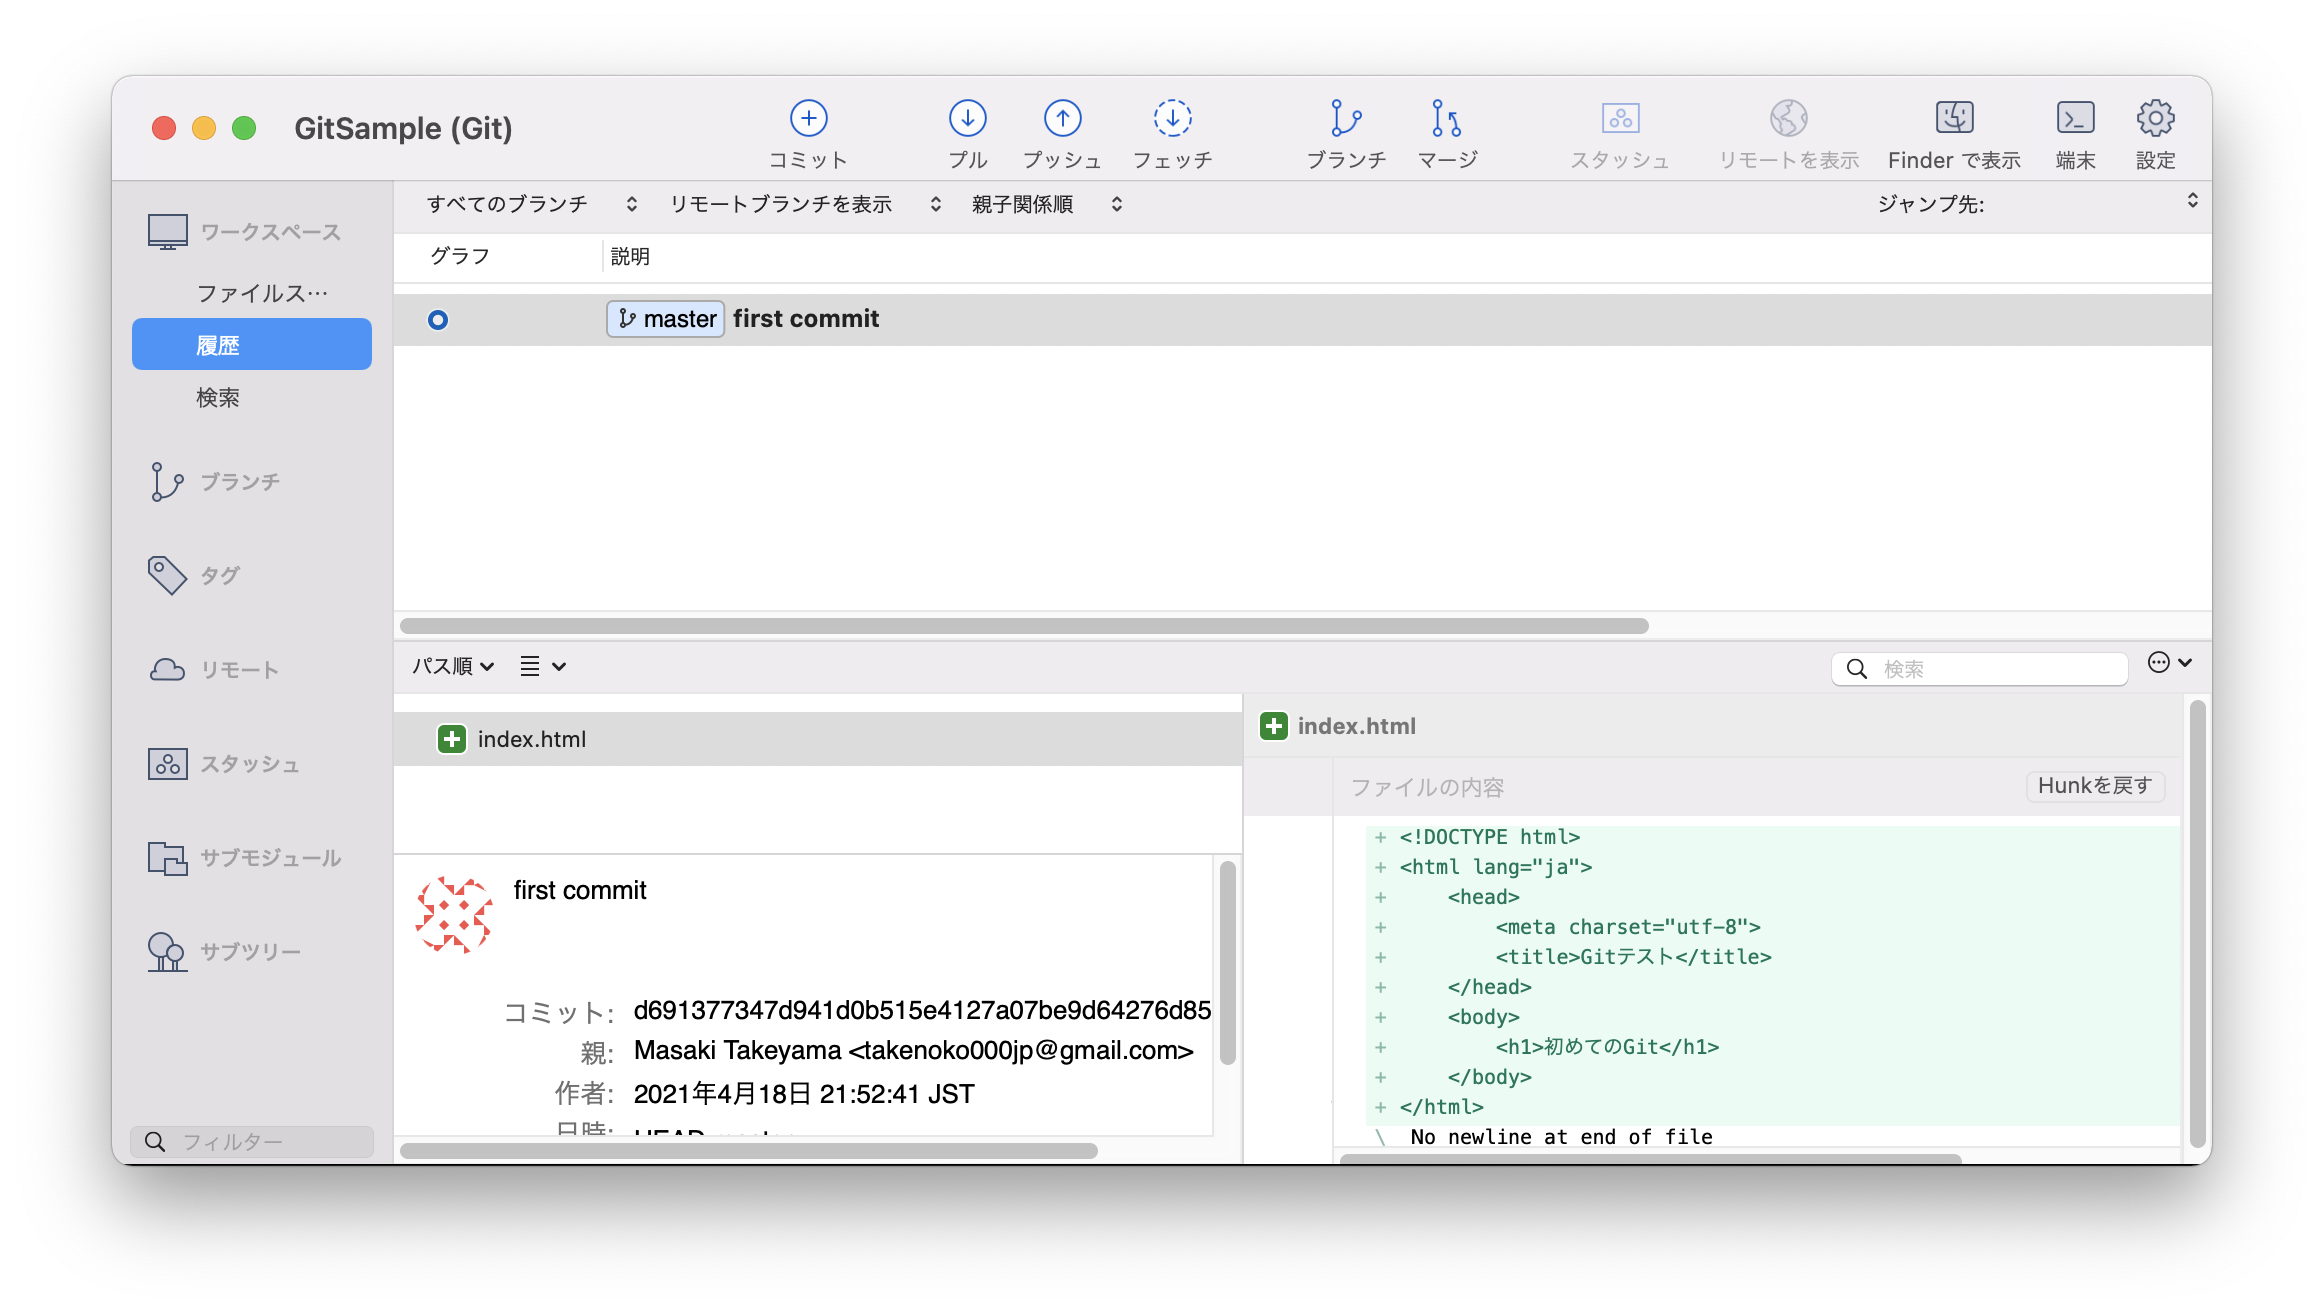 GitSample (Git)
コミット
プル
プッシュ
フェッチ
ブランチ
マージ
スタッシュ
リモートを表示
Finder で表示
端末
設定
ワークスペース
ファイルス…
履歴
検索
ブランチ
タグ
リモート
スタッシュ
サブモジュール
サブツリー
フィルター
すべてのブランチ
リモートブランチを表示
親子関係順
ジャンプ先:
グラフ
説明
master first commit
パス順
検索
index.html
first commit
コミット: d691377347d941d0b515e4127a07be9d64276d85
親: Masaki Takeyama <takenoko000jp@gmail.com>
作者: 2021年4月18日 21:52:41 JST
日時:
index.html
ファイルの内容
Hunkを戻す
+ <!DOCTYPE html>
+ <html lang="ja">
+ <head>
+ <meta charset="utf-8">
+ <title>Gitテスト</title>
+ </head>
+ <body>
+ <h1>初めてのGit</h1>
+ </body>
+ </html>
\ No newline at end of file